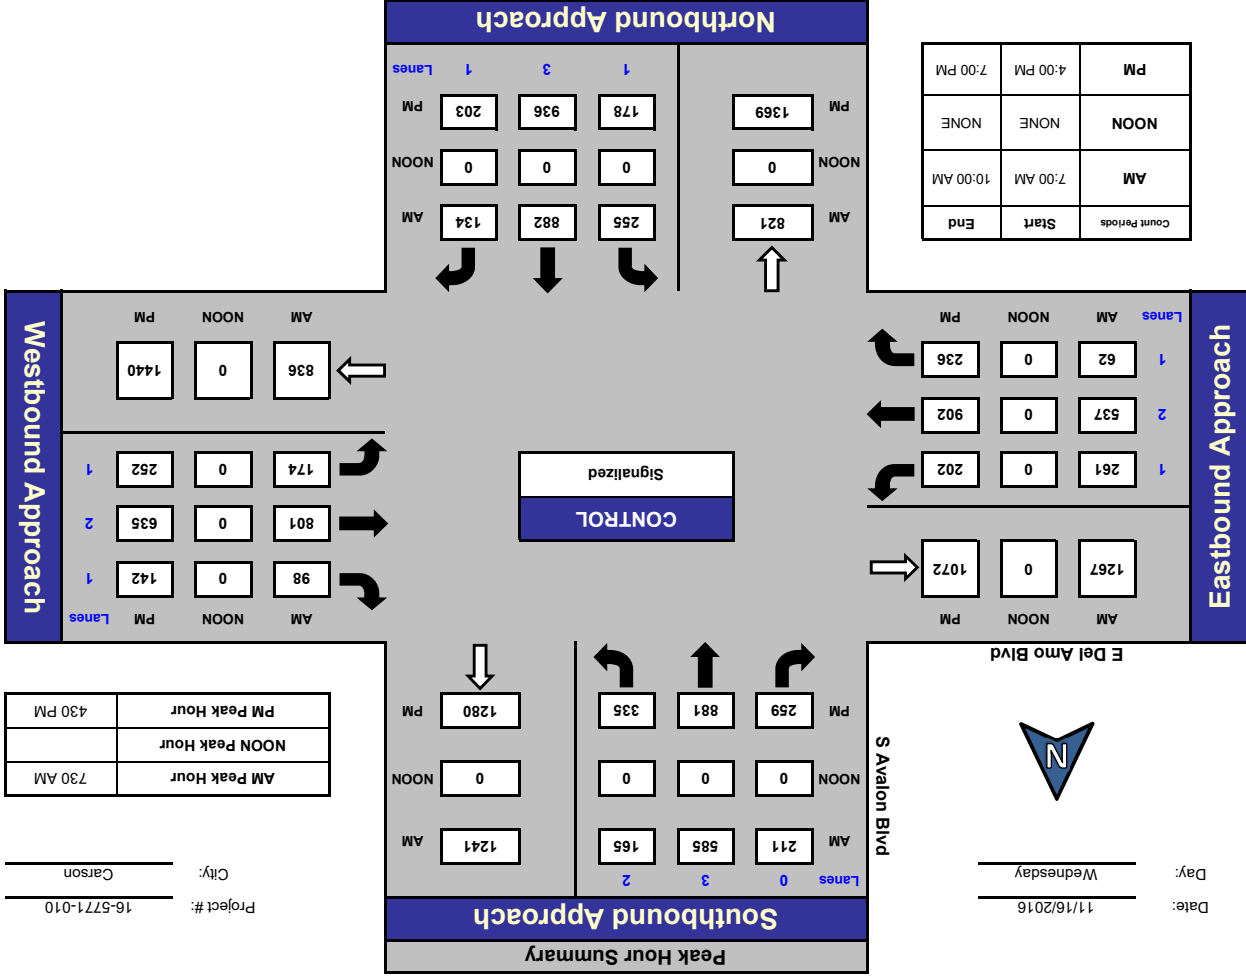 Peak Hour Summary
Southbound Approach
Date: 11/16/2016
Day: Wednesday
Project #: 16-5771-010
City: Carson
N
S Avalon Blvd
E Del Amo Blvd
Lanes 0 3 2
AM 211 585 165 1241 AM
NOON 0 0 0 0 NOON
PM 259 881 335 1280 PM
AM Peak Hour 730 AM
NOON Peak Hour
PM Peak Hour 430 PM
Eastbound Approach
AM NOON PM
1267 0 1072
1 261 0 202
2 537 0 902
1 62 0 236
Lanes AM NOON PM
CONTROL
Signalized
Westbound Approach
AM NOON PM Lanes
98 0 142 1
801 0 635 2
174 0 252 1
836 0 1440
AM NOON PM
Count Periods Start End
AM 7:00 AM 10:00 AM
NOON NONE NONE
PM 4:00 PM 7:00 PM
AM 821 255 882 134 AM
NOON 0 0 0 0 NOON
PM 1369 178 936 203 PM
1 3 1 Lanes
Northbound Approach